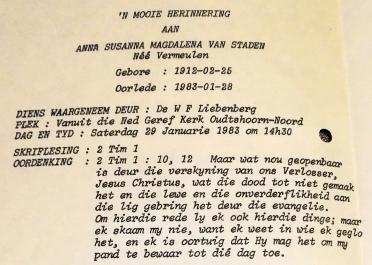 'N MOOIE HERINNERING
AAN
ANNA SUSANNA MAGDALENA VAN STADEN
Néé Vermeulen
Gebore : 1912-02-25
Oorlede : 1983-01-28
DIENS WAARGENEEM DEUR : Ds W F Liebenberg
PLEK : Vanuit die Ned Geref Kerk Oudtshoorn-Noord
DAG EN TYD : Saterdag 29 Januarie 1983 om 14h30
SKRIFLESING : 2 Tim 1
OORDENKING : 2 Tim 1 : 10, 12 Maar wat nou geopenbaar
is deur die verskyning van ons Verlosser,
Jesus Christus, wat die dood tot niet gemaak
het en die lewe en die onverderflikheid aan
die lig gebring het deur die evangelie.
Om hierdie rede ly ek ook hierdie dinge; maar
ek skaam my nie, want ek weet in wie ek geglo
het, en ek is oortuig dat Hy mag het om my
pand te bewaar tot dié dag toe.